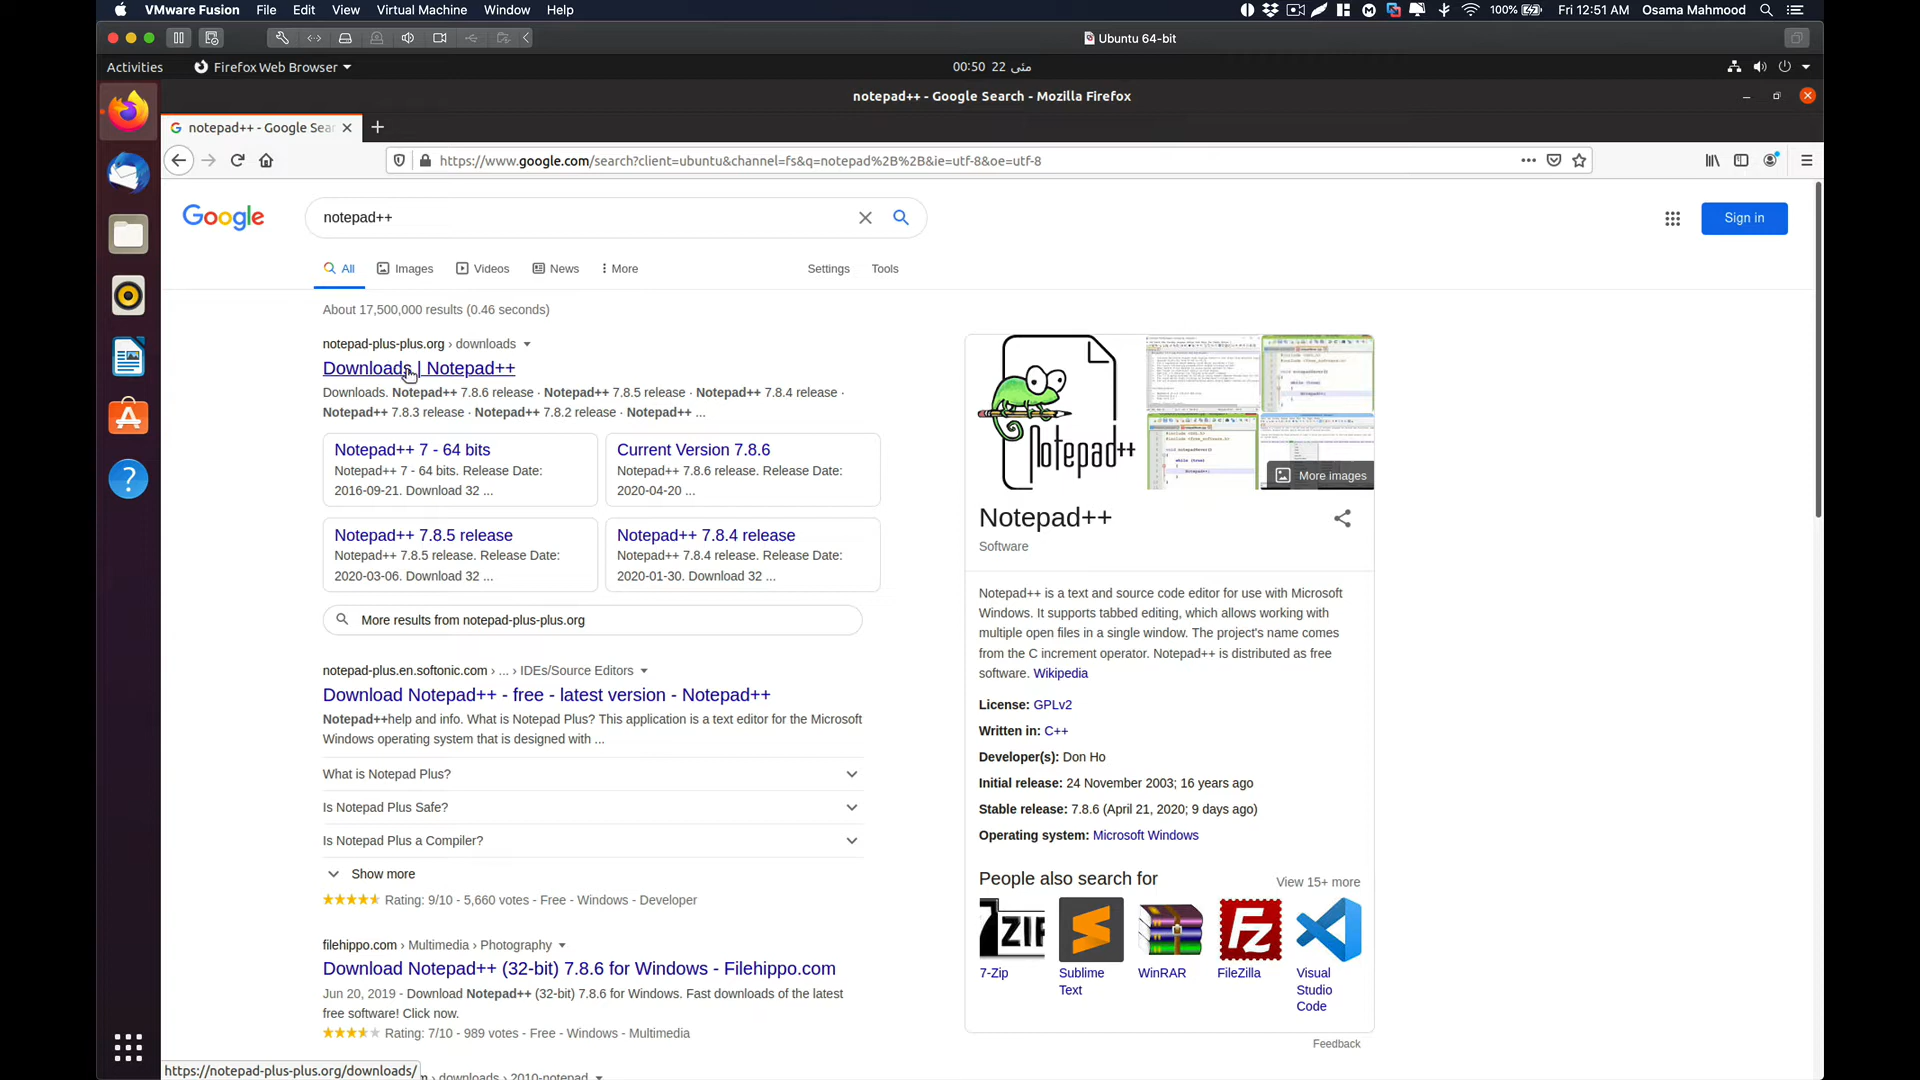 VMware Fusion File Edit View Virtual Machine Window Help 100% Fri 12:51 AM Osama Mahmood
Ubuntu 64-bit
Activities Firefox Web Browser 00:50 22 مئی
notepad++ - Google Search - Mozilla Firefox
notepad++ - Google Sear
https://www.google.com/search?client=ubuntu&channel=fs&q=notepad%2B%2B&ie=utf-8&oe=utf-8
Google notepad++ Sign in
All Images Videos News More Settings Tools
About 17,500,000 results (0.46 seconds)
notepad-plus-plus.org › downloads
Downloads | Notepad++
Downloads. Notepad++ 7.8.6 release · Notepad++ 7.8.5 release · Notepad++ 7.8.4 release ·
Notepad++ 7.8.3 release · Notepad++ 7.8.2 release · Notepad++ ...
Notepad++ 7 - 64 bits
Notepad++ 7 - 64 bits. Release Date:
2016-09-21. Download 32 ...
Current Version 7.8.6
Notepad++ 7.8.6 release. Release Date:
2020-04-20 ...
Notepad++ 7.8.5 release
Notepad++ 7.8.5 release. Release Date:
2020-03-06. Download 32 ...
Notepad++ 7.8.4 release
Notepad++ 7.8.4 release. Release Date:
2020-01-30. Download 32 ...
More results from notepad-plus-plus.org
notepad-plus.en.softonic.com › ... › IDEs/Source Editors
Download Notepad++ - free - latest version - Notepad++
Notepad++help and info. What is Notepad Plus? This application is a text editor for the Microsoft
Windows operating system that is designed with ...
What is Notepad Plus?
Is Notepad Plus Safe?
Is Notepad Plus a Compiler?
Show more
Rating: 9/10 - 5,660 votes - Free - Windows - Developer
filehippo.com › Multimedia › Photography
Download Notepad++ (32-bit) 7.8.6 for Windows - Filehippo.com
Jun 20, 2019 - Download Notepad++ (32-bit) 7.8.6 for Windows. Fast downloads of the latest
free software! Click now.
Rating: 7/10 - 989 votes - Free - Windows - Multimedia
Notepad++
More images
Notepad++
Software
Notepad++ is a text and source code editor for use with Microsoft
Windows. It supports tabbed editing, which allows working with
multiple open files in a single window. The project's name comes
from the C increment operator. Notepad++ is distributed as free
software. Wikipedia
License: GPLv2
Written in: C++
Developer(s): Don Ho
Initial release: 24 November 2003; 16 years ago
Stable release: 7.8.6 (April 21, 2020; 9 days ago)
Operating system: Microsoft Windows
People also search for View 15+ more
7-Zip
Sublime
Text
WinRAR
FileZilla
Visual
Studio
Code
Feedback
https://notepad-plus-plus.org/downloads/
m › downloads › 2010-notepad